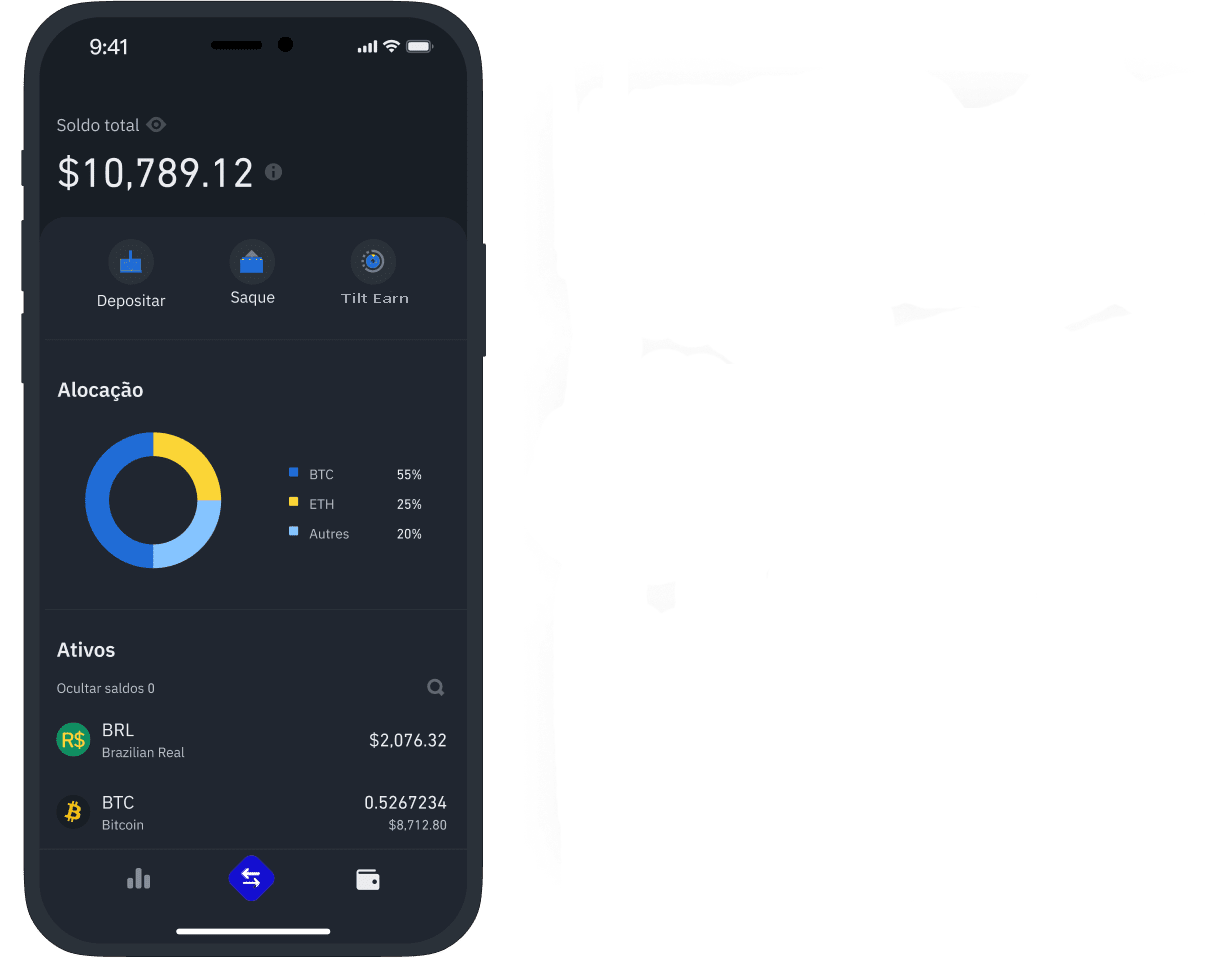 9:41
Soldo total
$10,789.12
Depositar Saque Tilt Earn
Alocação
BTC 55%
ETH 25%
Autres 20%
Ativos
Ocultar saldos 0
R$ BRL $2,076.32
Brazilian Real
BTC 0.5267234
Bitcoin $8,712.80